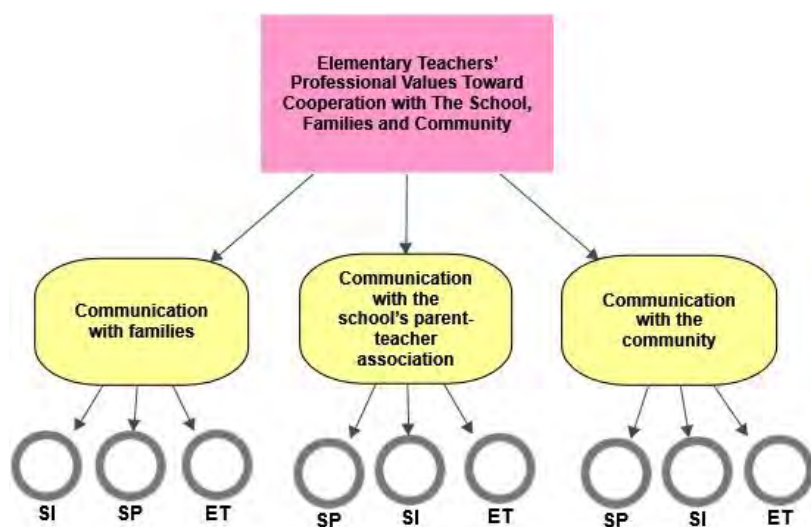 Elementary Teachers'
Professional Values Toward
Cooperation with The School,
Families and Community
Communication
with families
Communication
with the
school's parent-
teacher
association
Communication
with the
community
SI SP ET
SP SI ET
SP SI ET